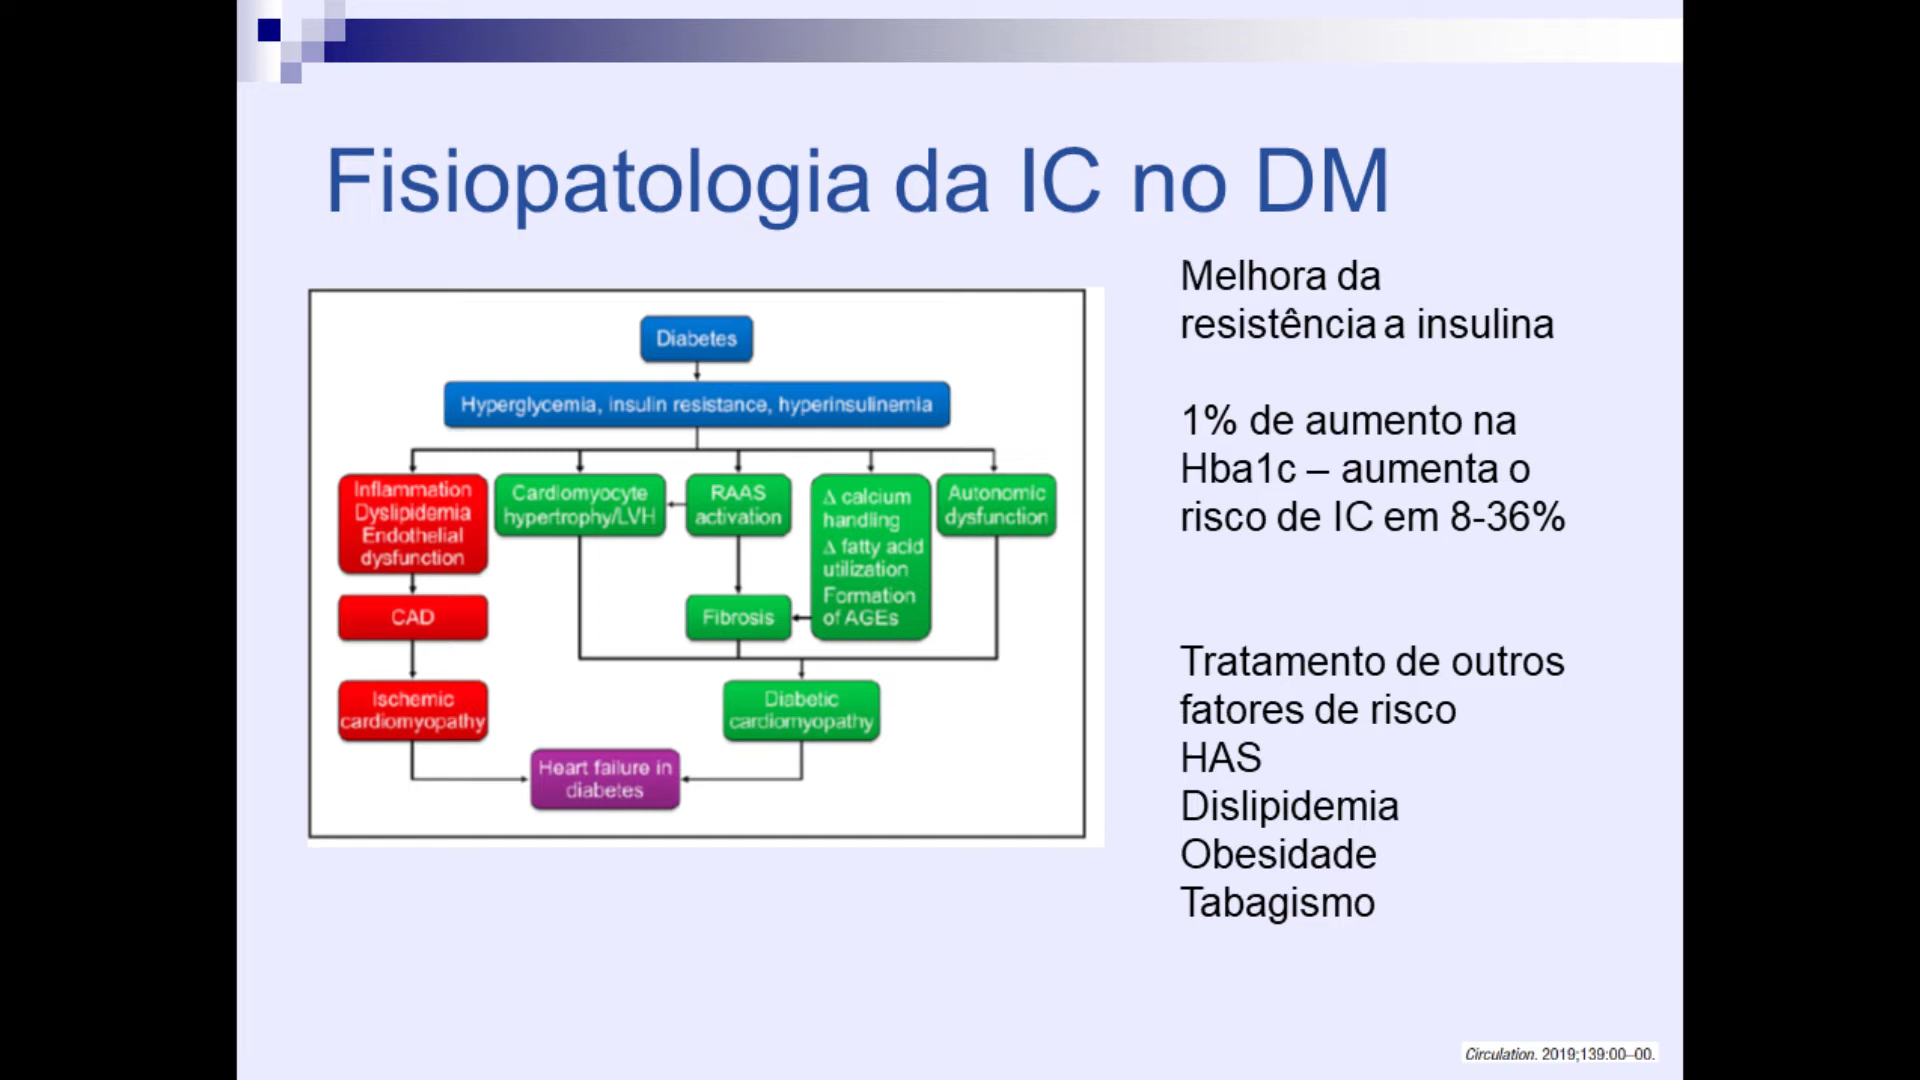 Fisiopatologia da IC no DM
Diabetes
Hyperglycemia, insulin resistance, hyperinsulinemia
Inflammation
Dyslipidemia
Endothelial
dysfunction
Cardiomyocyte
hypertrophy/LVH
RAAS
activation
Δ calcium
handling
Δ fatty acid
utilization
Formation
of AGEs
Autonomic
dysfunction
CAD
Fibrosis
Ischemic
cardiomyopathy
Diabetic
cardiomyopathy
Heart failure in
diabetes
Melhora da
resistência a insulina
1% de aumento na
Hba1c – aumenta o
risco de IC em 8-36%
Tratamento de outros
fatores de risco
HAS
Dislipidemia
Obesidade
Tabagismo
Circulation. 2019;139:00–00.